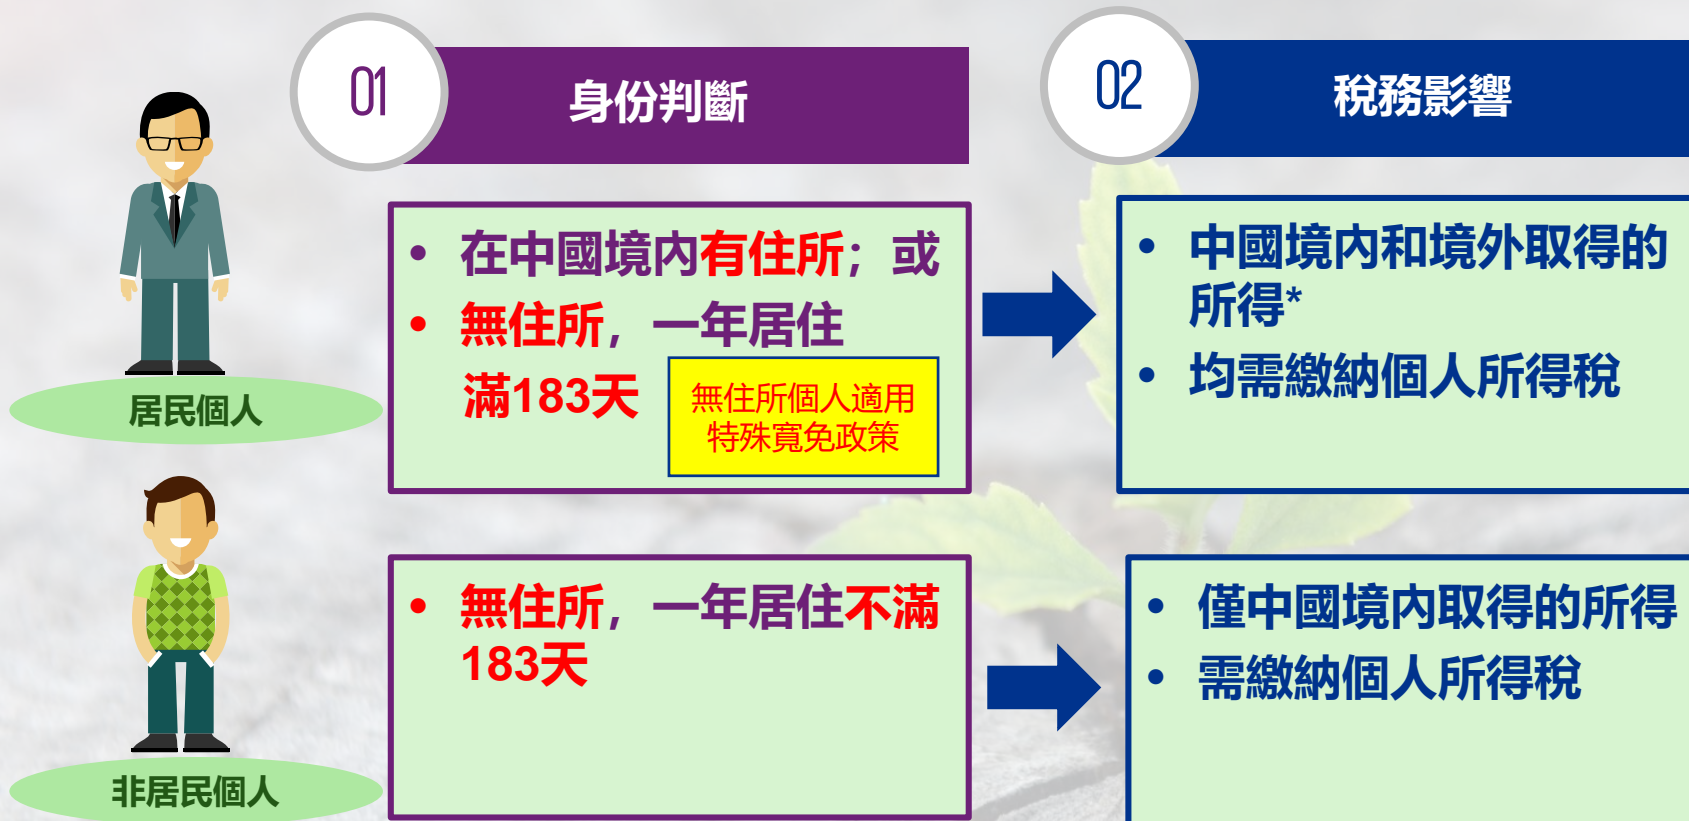 01
身份判斷
02
稅務影響
居民個人
• 在中國境內有住所；或
• 無住所，一年居住
滿183天
無住所個人適用
特殊寬免政策
• 中國境內和境外取得的
所得*
• 均需繳納個人所得稅
非居民個人
• 無住所，一年居住不滿
183天
• 僅中國境內取得的所得
• 需繳納個人所得稅